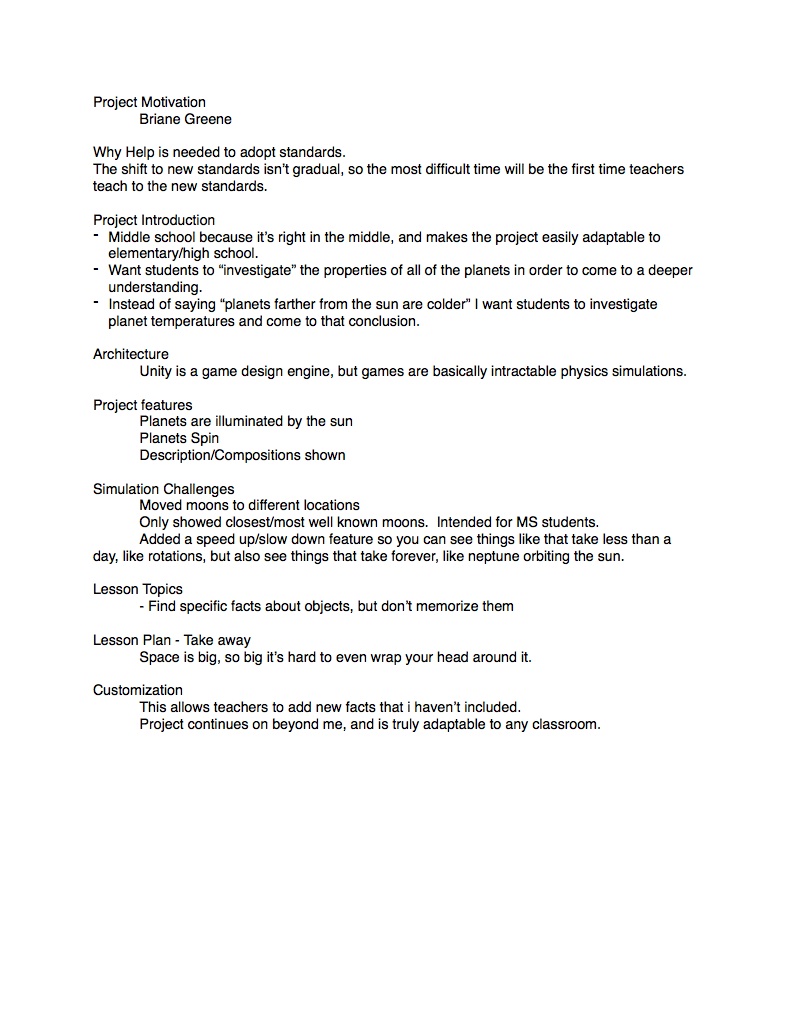 Project Motivation
Briane Greene
Why Help is needed to adopt standards.
The shift to new standards isn't gradual, so the most difficult time will be the first time teachers
teach to the new standards.
Project Introduction
- Middle school because it's right in the middle, and makes the project easily adaptable to
elementary/high school.
- Want students to “investigate” the properties of all of the planets in order to come to a deeper
understanding.
- Instead of saying “planets farther from the sun are colder” I want students to investigate
planet temperatures and come to that conclusion.
Architecture
Unity is a game design engine, but games are basically intractable physics simulations.
Project features
Planets are illuminated by the sun
Planets Spin
Description/Compositions shown
Simulation Challenges
Moved moons to different locations
Only showed closest/most well known moons.  Intended for MS students.
Added a speed up/slow down feature so you can see things like that take less than a
day, like rotations, but also see things that take forever, like neptune orbiting the sun.
Lesson Topics
- Find specific facts about objects, but don't memorize them
Lesson Plan - Take away
Space is big, so big it's hard to even wrap your head around it.
Customization
This allows teachers to add new facts that i haven't included.
Project continues on beyond me, and is truly adaptable to any classroom.